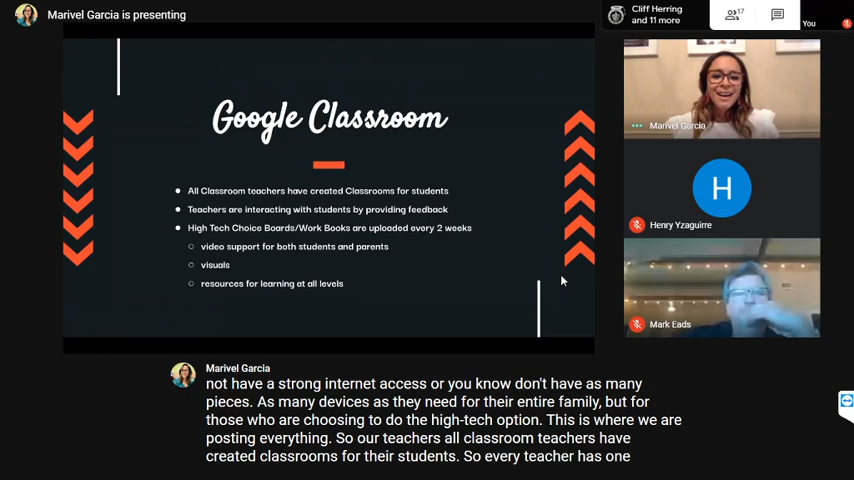 Marivel Garcia is presenting
Cliff Herring
and 11 more
17
You
Google Classroom
All Classroom teachers have created Classrooms for students
Teachers are interacting with students by providing feedback
High Tech Choice Boards/Work Books are uploaded every 2 weeks
video support for both students and parents
visuals
resources for learning at all levels
Marivel Garcia
H
Henry Yzaguirre
Mark Eads
Marivel Garcia
not have a strong internet access or you know don't have as many
pieces. As many devices as they need for their entire family, but for
those who are choosing to do the high-tech option. This is where we are
posting everything. So our teachers all classroom teachers have
created classrooms for their students. So every teacher has one